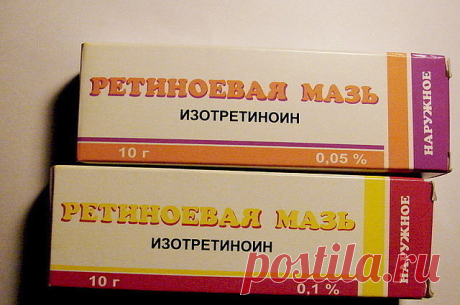 РЕТИНОЕВАЯ МАЗЬ
ИЗОТРЕТИНОИН
10 г 0,05 %
НАРУЖНОЕ
РЕТИНОЕВАЯ МАЗЬ
ИЗОТРЕТИНОИН
10 г 0,1 %
НАРУЖНОЕ
postila.ru